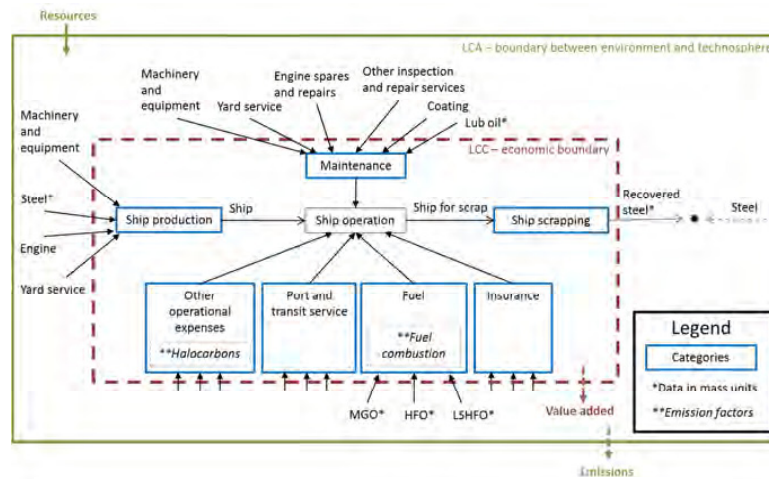 Resources
LCA – boundary between environment and technosphere
Machinery
and
equipment
Steel*
Engine
Yard service
Machinery
and
equipment
Yard service
Engine spares
and repairs
Other inspection
and repair services
Coating
Lub oil*
LCC – economic boundary
Maintenance
Ship production
Ship
Ship operation
Ship for scrap
Ship scrapping
Recovered
steel*
Steel
Other
operational
expenses
**Halocarbons
Port and
transit service
Fuel
**Fuel
combustion
Insurance
MGO*
HFO*
LSHFO*
Value added
Emissions
Legend
Categories
*Data in mass units
**Emission factors